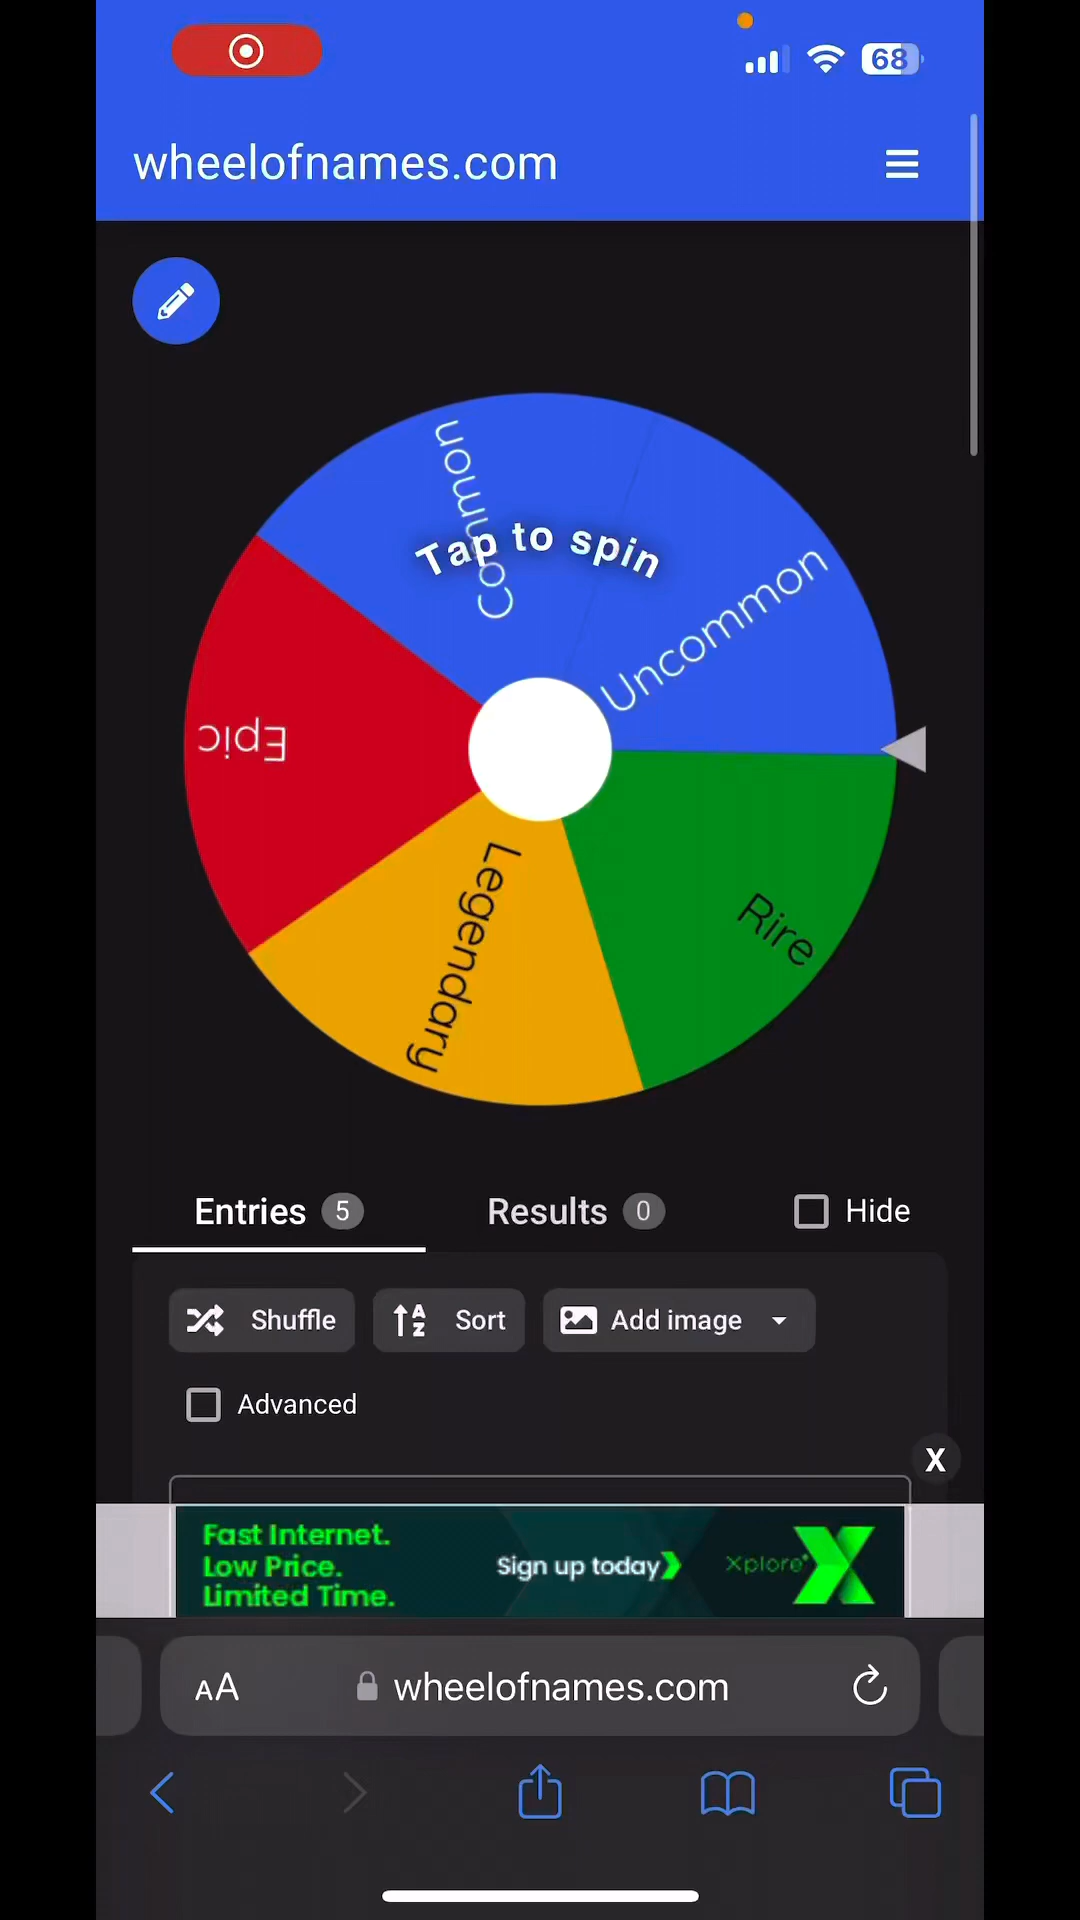 68
wheelofnames.com
Common
Tap to spin
Uncommon
Epic
Legendary
Rire
Entries 5 Results 0 Hide
Shuffle Sort Add image
Advanced
X
Fast Internet.
Low Price.
Limited Time.
Sign up today
Xplore
AA wheelofnames.com